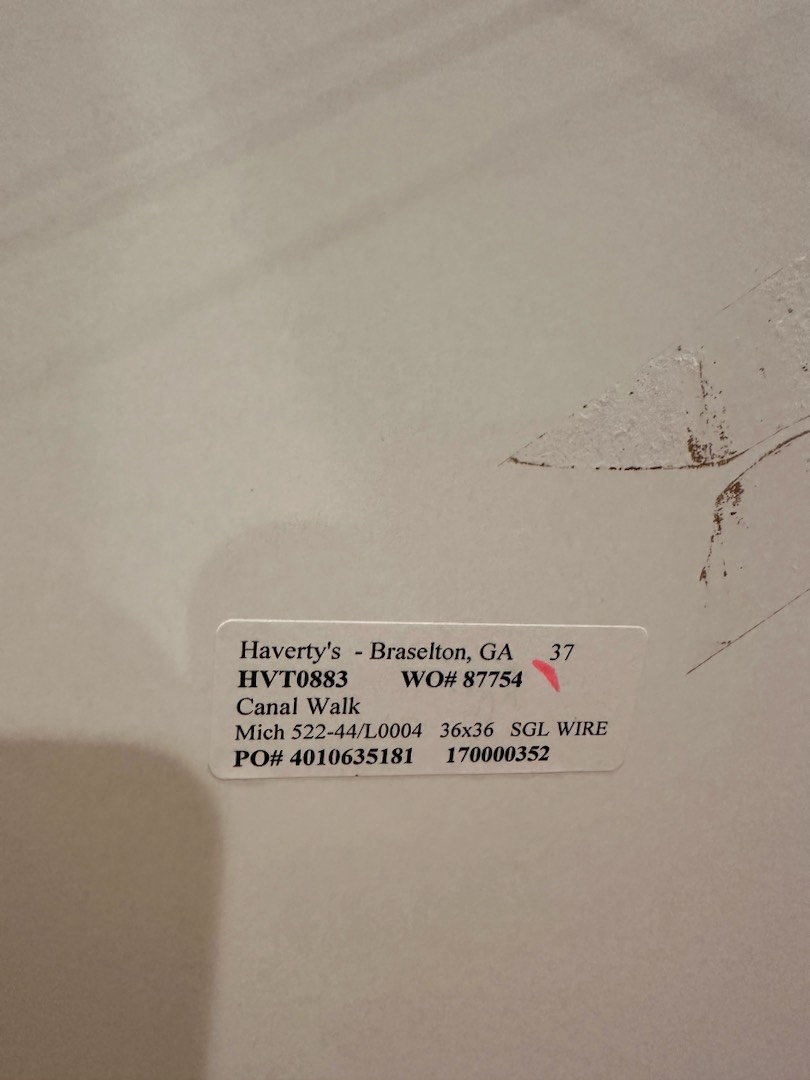 Haverty's - Braselton, GA 37
HVT0883 WO# 87754
Canal Walk
Mich 522-44/L0004 36x36 SGL WIRE
PO# 4010635181 170000352